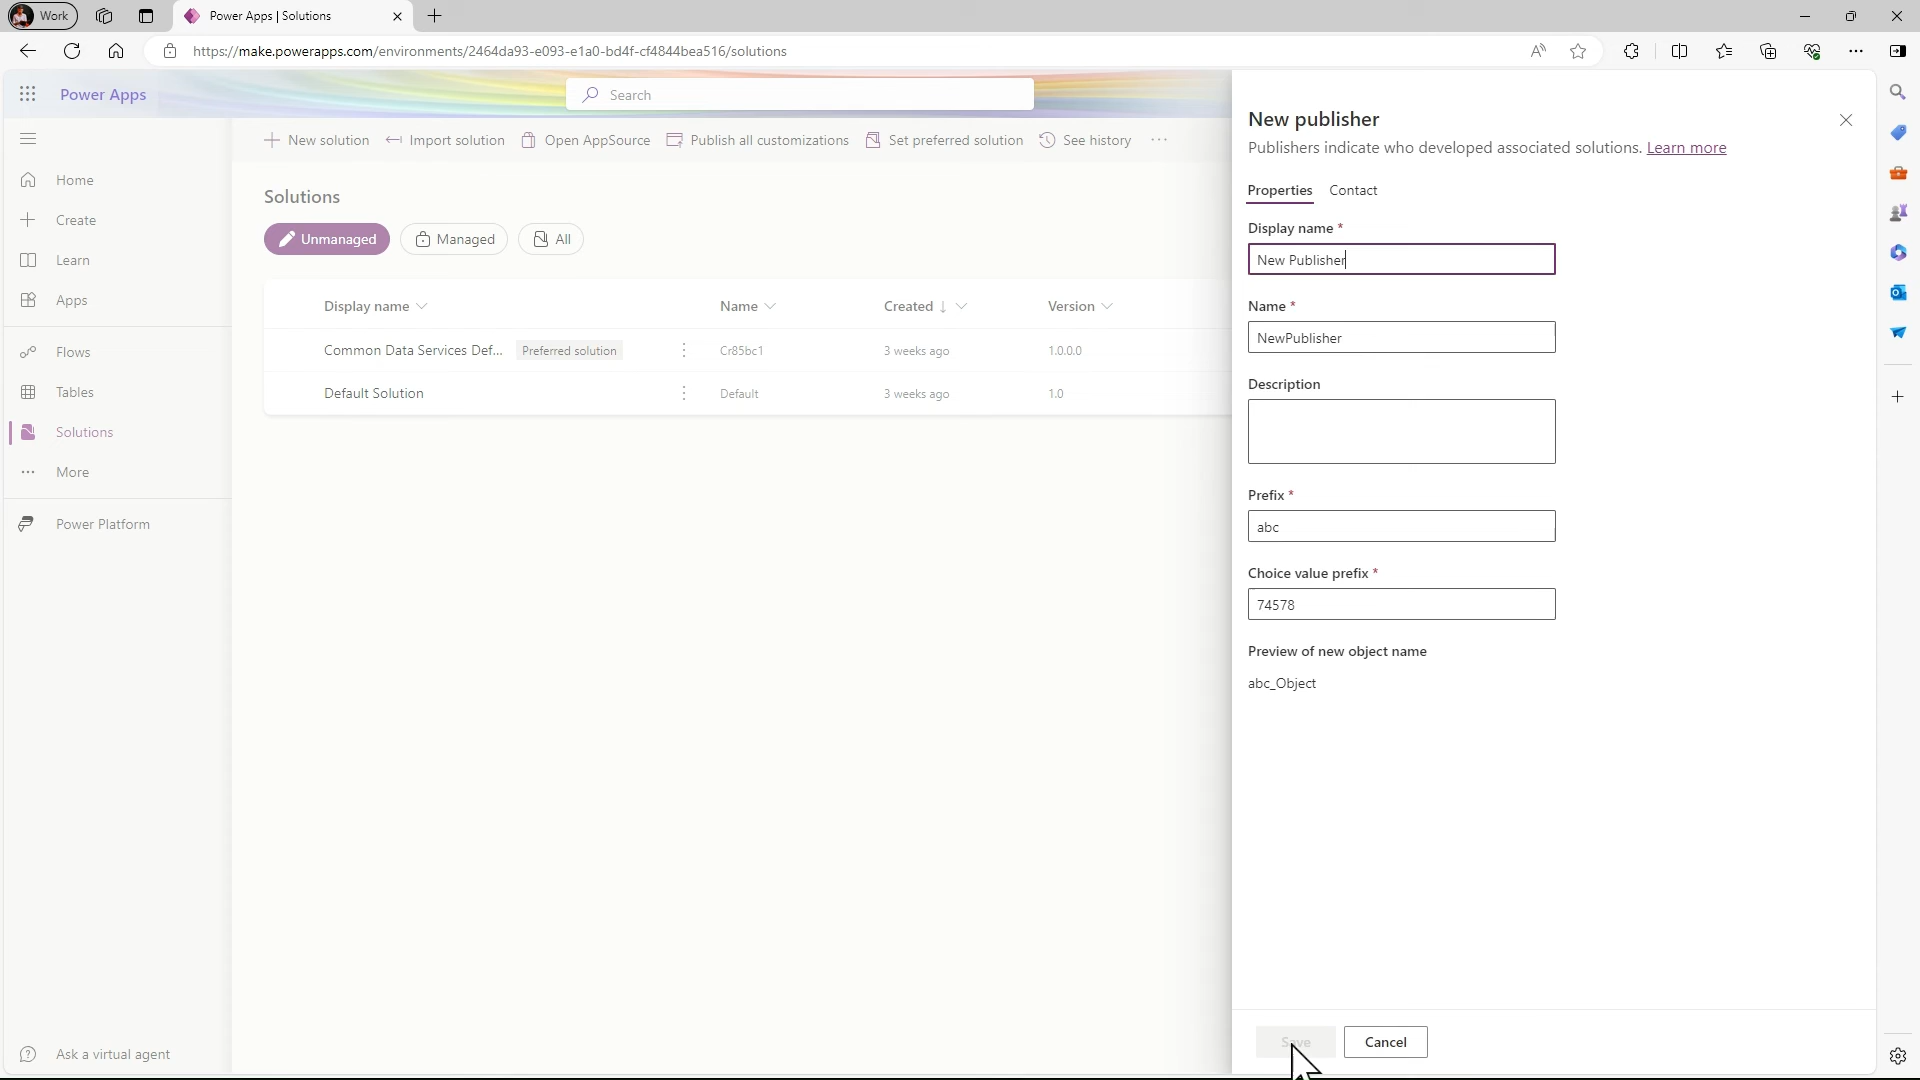 Work
Power Apps | Solutions
https://make.powerapps.com/environments/2464da93-e093-e1a0-bd4f-cf4844bea516/solutions
Power Apps
Search
New solution
Import solution
Open AppSource
Publish all customizations
Set preferred solution
See history
Home
Create
Learn
Apps
Flows
Tables
Solutions
More
Power Platform
Ask a virtual agent
Solutions
Unmanaged
Managed
All
Display name Name Created Version
Common Data Services Def... Preferred solution Cr85bc1 3 weeks ago 1.0.0.0
Default Solution Default 3 weeks ago 1.0
New publisher
Publishers indicate who developed associated solutions. Learn more
Properties Contact
Display name *
New Publisher
Name *
NewPublisher
Description
Prefix *
abc
Choice value prefix *
74578
Preview of new object name
abc_Object
Save Cancel